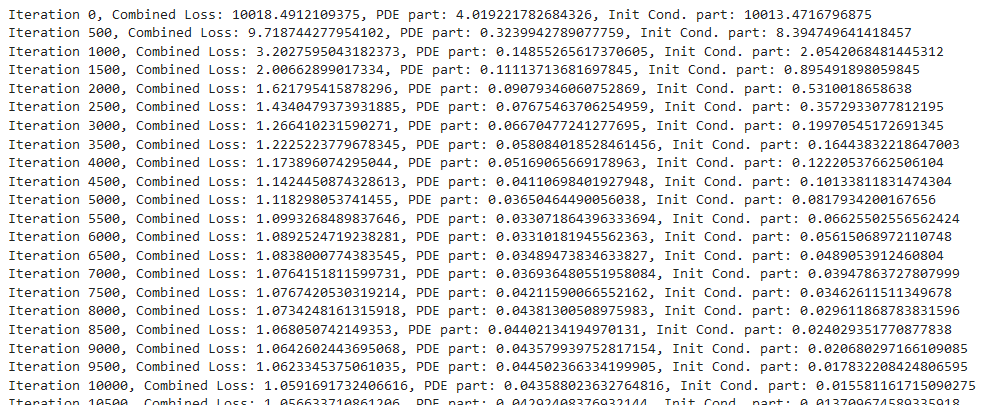 Iteration 0, Combined Loss: 10018.4912109375, PDE part: 4.019221782684326, Init Cond. part: 10013.4716796875
Iteration 500, Combined Loss: 9.718744277954102, PDE part: 0.3239942789077759, Init Cond. part: 8.394749641418457
Iteration 1000, Combined Loss: 3.2027595043182373, PDE part: 0.14855265617370605, Init Cond. part: 2.0542068481445312
Iteration 1500, Combined Loss: 2.00662899017334, PDE part: 0.11113713681697845, Init Cond. part: 0.895491898059845
Iteration 2000, Combined Loss: 1.621795415878296, PDE part: 0.09079346060752869, Init Cond. part: 0.5310018658638
Iteration 2500, Combined Loss: 1.4340479373931885, PDE part: 0.07675463706254959, Init Cond. part: 0.3572933077812195
Iteration 3000, Combined Loss: 1.266410231590271, PDE part: 0.06670477241277695, Init Cond. part: 0.19970545172691345
Iteration 3500, Combined Loss: 1.2225223779678345, PDE part: 0.058084018528461456, Init Cond. part: 0.16443832218647003
Iteration 4000, Combined Loss: 1.173896074295044, PDE part: 0.05169065669178963, Init Cond. part: 0.12220537662506104
Iteration 4500, Combined Loss: 1.1424450874328613, PDE part: 0.04110698401927948, Init Cond. part: 0.10133811831474304
Iteration 5000, Combined Loss: 1.118298053741455, PDE part: 0.03650464490056038, Init Cond. part: 0.0817934200167656
Iteration 5500, Combined Loss: 1.0993268489837646, PDE part: 0.033071864396333694, Init Cond. part: 0.06625502556562424
Iteration 6000, Combined Loss: 1.0892524719238281, PDE part: 0.03310181945562363, Init Cond. part: 0.05615068972110748
Iteration 6500, Combined Loss: 1.0838000774383545, PDE part: 0.03489473834633827, Init Cond. part: 0.0489053912460804
Iteration 7000, Combined Loss: 1.0764151811599731, PDE part: 0.036936480551958084, Init Cond. part: 0.03947863727807999
Iteration 7500, Combined Loss: 1.0767420530319214, PDE part: 0.04211590066552162, Init Cond. part: 0.03462611511349678
Iteration 8000, Combined Loss: 1.0734248161315918, PDE part: 0.04381300508975983, Init Cond. part: 0.029611868783831596
Iteration 8500, Combined Loss: 1.068050742149353, PDE part: 0.04402134194970131, Init Cond. part: 0.024029351770877838
Iteration 9000, Combined Loss: 1.0642602443695068, PDE part: 0.043579939752817154, Init Cond. part: 0.020680297166109085
Iteration 9500, Combined Loss: 1.0623345375061035, PDE part: 0.044502366334199905, Init Cond. part: 0.017832208424806595
Iteration 10000, Combined Loss: 1.0591691732406616, PDE part: 0.043588023632764816, Init Cond. part: 0.015581161715090275
Iteration 10500, Combined Loss: 1.056633710861206, PDE part: 0.04292408376932144, Init Cond. part: 0.013709674589335918